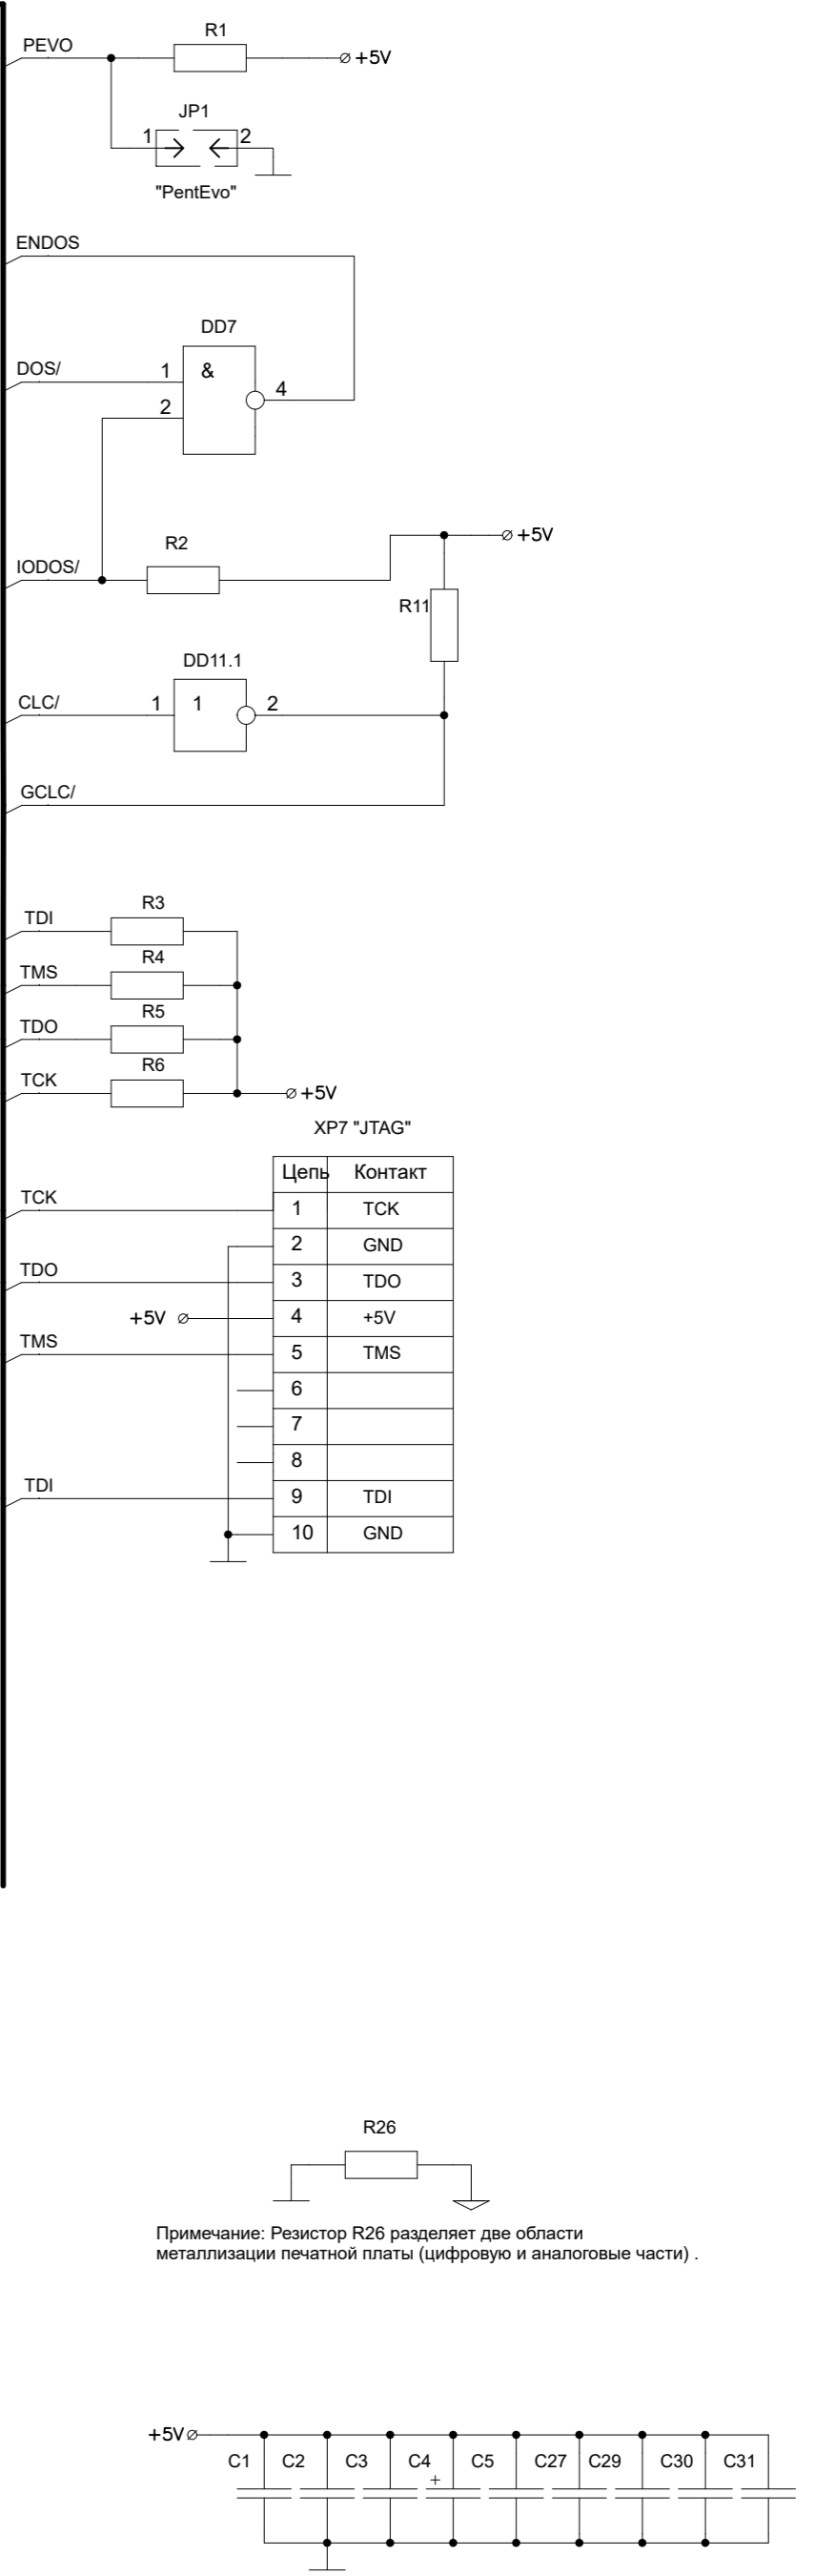 R1
PEVO
+5V
JP1
1
2
"PentEvo"
ENDOS
DD7
DOS/
1
&
4
2
+5V
R2
IODOS/
R11
DD11.1
CLC/
1
1
2
GCLC/
R3
TDI
R4
TMS
R5
TDO
R6
TCK
+5V
XP7 "JTAG"
Цепь Контакт
TCK
1 TCK
2 GND
TDO
3 TDO
+5V
4 +5V
TMS
5 TMS
6
7
8
TDI
9 TDI
10 GND
R26
Примечание: Резистор R26 разделяет две области
металлизации печатной платы (цифровую и аналоговые части) .
+5V
C1 C2 C3 C4 C5 C27 C29 C30 C31
+